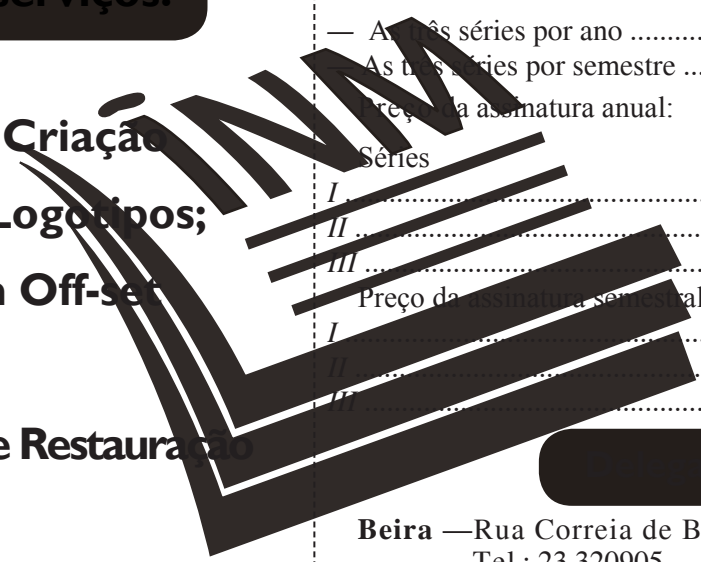 serviços:
Criação
Logotipos;
Off-set
e Restauração
INM
— As três séries por ano ..........
— As três séries por semestre ...
Preço da assinatura anual:
Séries
I ..........
II ..........
III ..........
Preço da assinatura semestral
I ..........
II ..........
III ..........
Beira —Rua Correia de B
Tel.: 23 320905